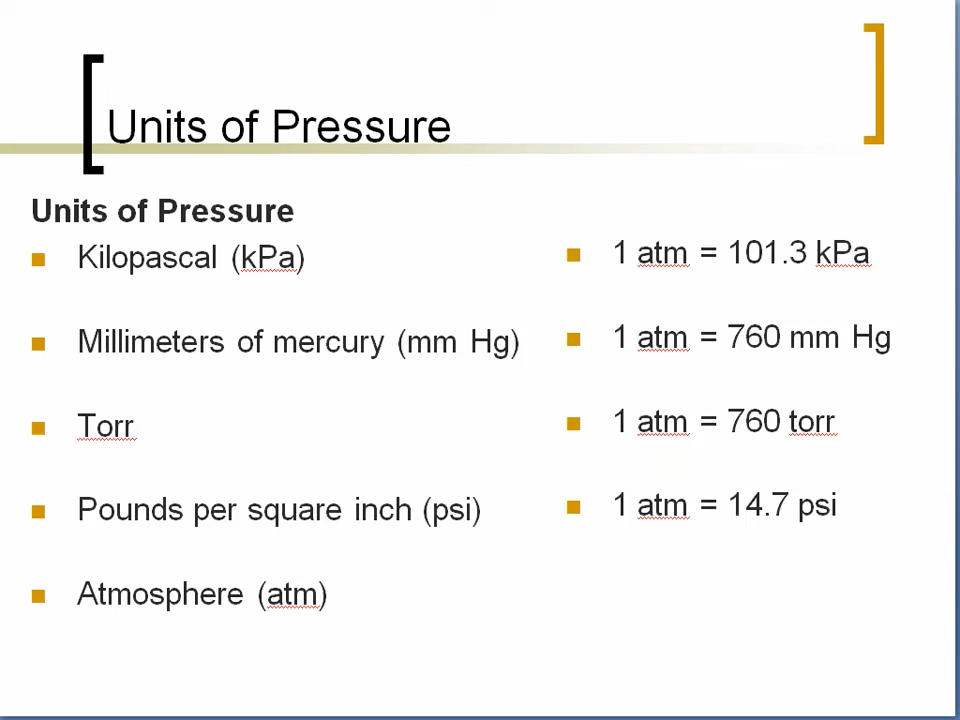 Units of Pressure
Units of Pressure
Kilopascal (kPa)
Millimeters of mercury (mm Hg)
Torr
Pounds per square inch (psi)
Atmosphere (atm)
1 atm = 101.3 kPa
1 atm = 760 mm Hg
1 atm = 760 torr
1 atm = 14.7 psi